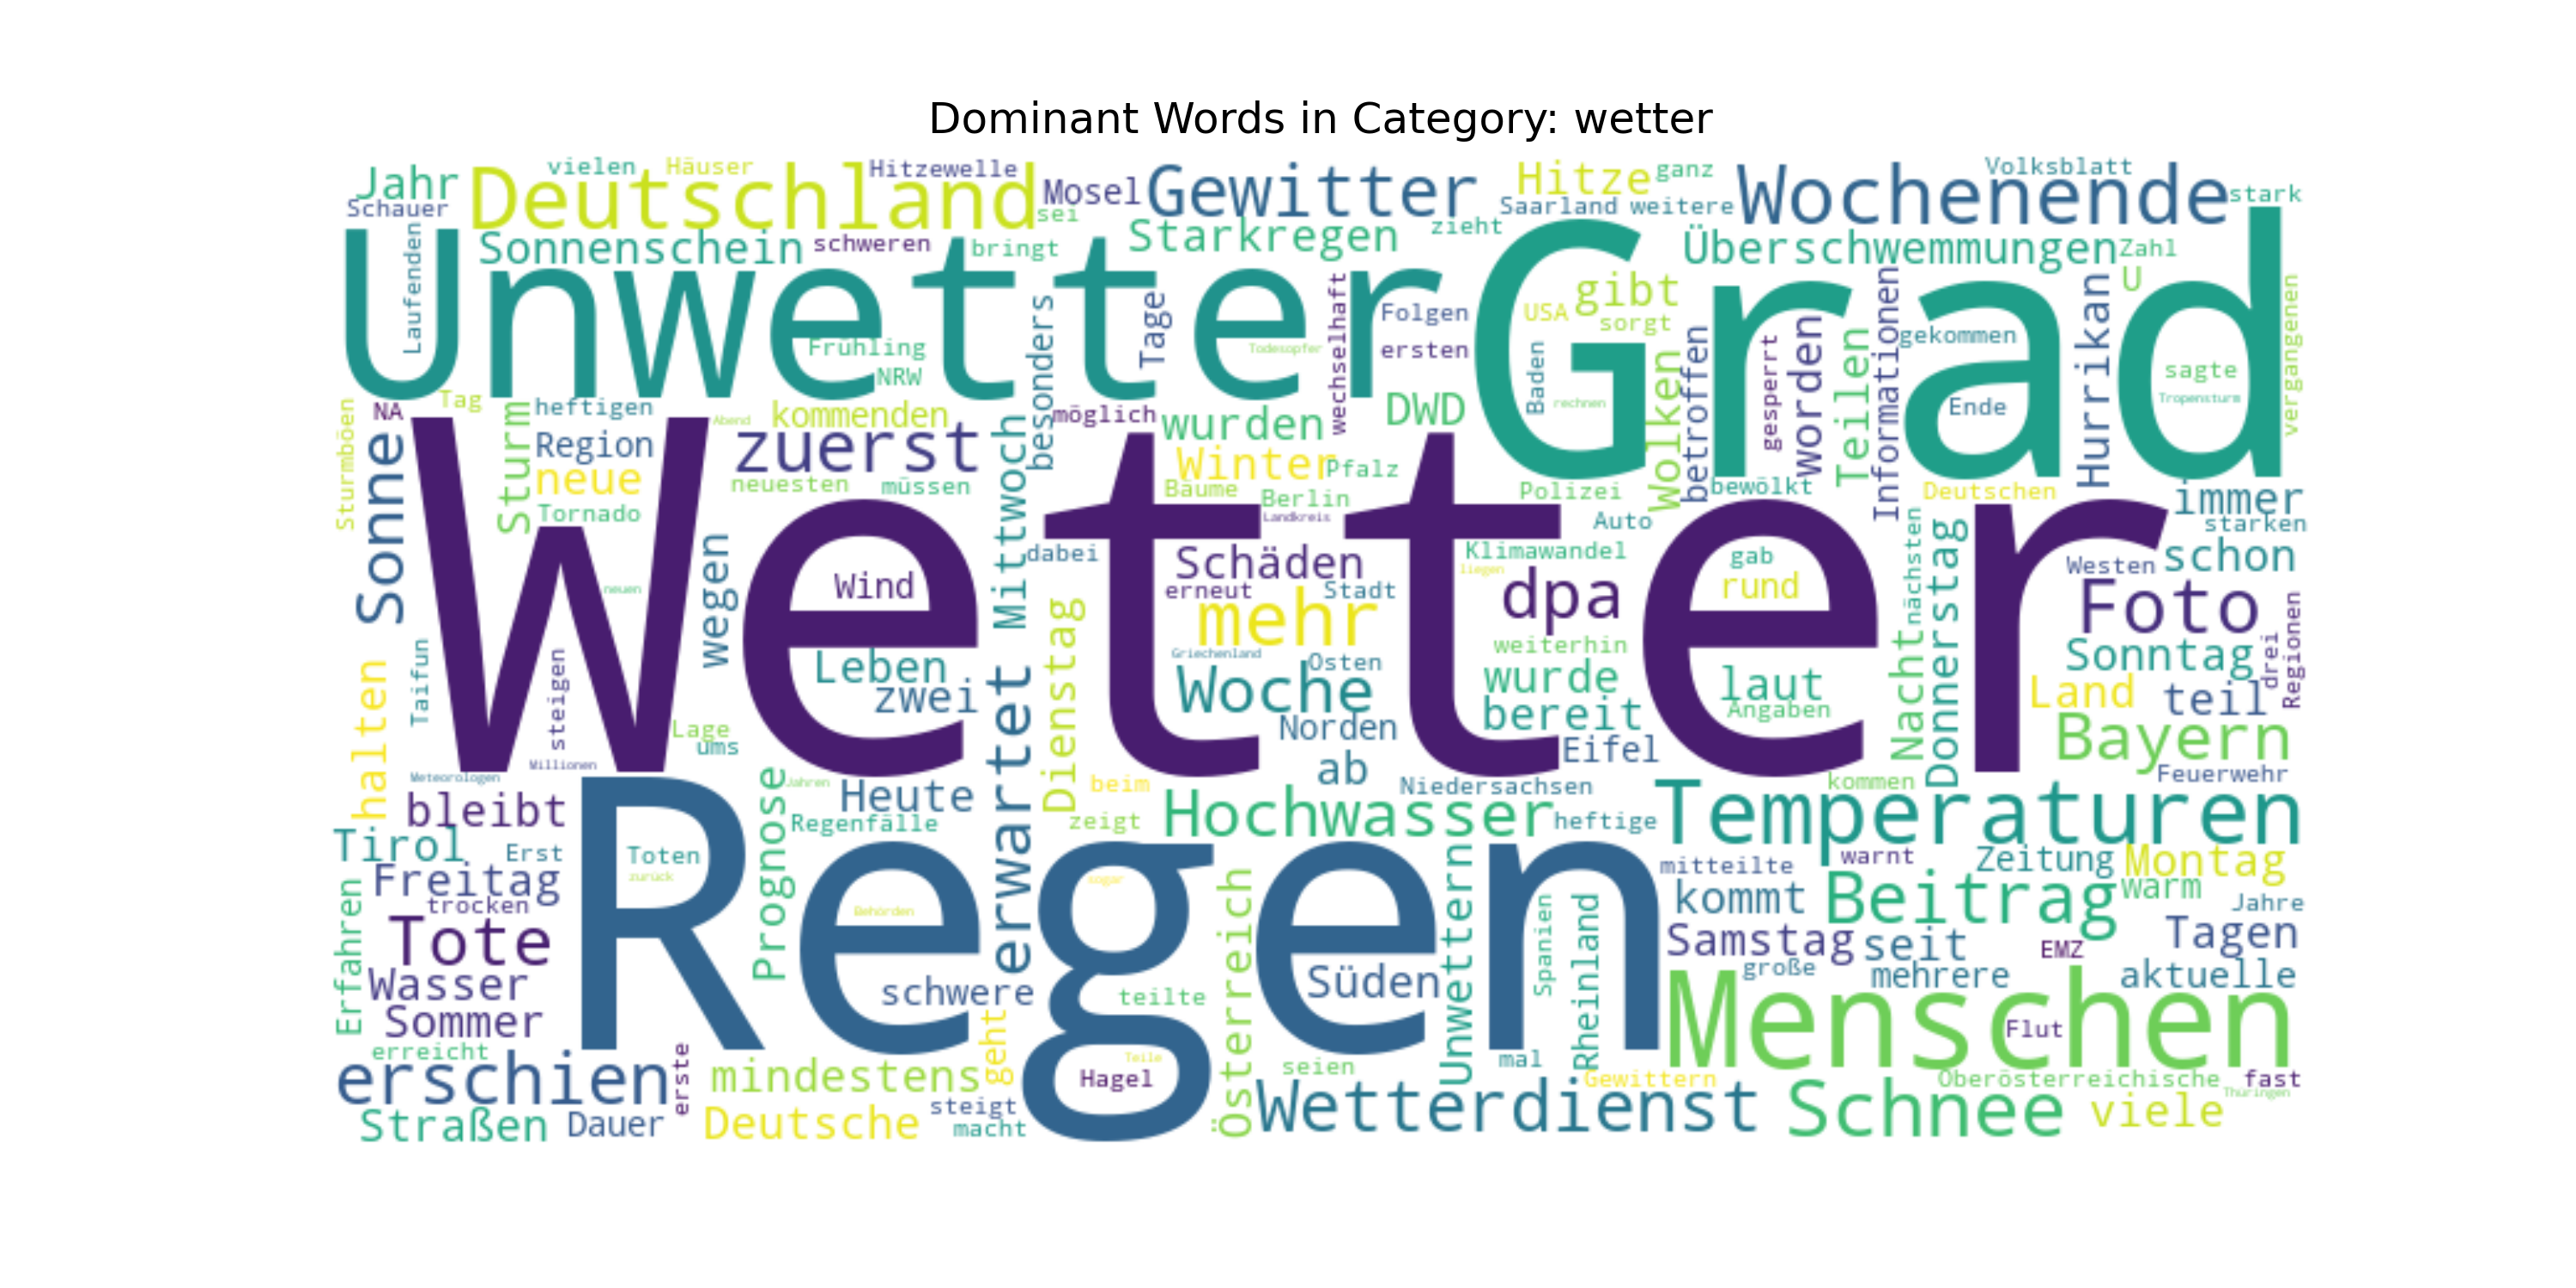 Dominant Words in Category: wetter
Jahr
vielen
Häuser
Hitzewelle
Deutschland
Mosel
Gewitter
Hitze
ganz
Wochenende
Volksblatt
stark
Schauer
sei
Saarland
weitere
Laufenden
Sonnenschein
schweren
bringt
Starkregen
zieht
Überschwemmungen
Zahl
U
Unwetter
Grad
Frühling
NRW
besonders
Tage
Todesopfer
wechselhaft
Folgen
ersten
USA
gibt
sorgt
Baden
rechnen
Wolken
betroffen
gesperrt
worden
Teilen
Informationen
gekommen
Ende
Hurrikan
sagte
Tropensturm
vergangenen
Sturmböen
NA
Tag
Sturm
heftigen
Abend
kommenden
möglich
wurden
DWD
Sonne
Region
zuerst
Mittwoch
Winter
Pfalz
neue
neuesten
müssen
Bäume
Berlin
Polizei
bewölkt
Deutschen
immer
Tornado
Landkreis
Auto
starken
Wetter
wegen
dabei
Schäden
Klimawandel
liegen
gab
nächsten
Donnerstag
Westen
schon
neuen
Wind
erneut
Stadt
mehr
dpa
rund
Foto
Dienstag
weiterhin
Nacht
Sonntag
drei
Regionen
Taifun
halten
steigen
Leben
zwei
erwartet
Griechenland
Osten
Woche
wurde
laut
Land
teil
bereit
Angaben
Lage
ums
Norden
Eifel
Bayern
Meteorologen
Millionen
Prognose
Jahren
Heute
beim
ab
Niedersachsen
kommen
Feuerwehr
bleibt
Regenfälle
zeigt
Hochwasser
heftige
Temperaturen
Tirol
Erst
Toten
zurück
Regen
sogar
Behörden
mitteilte
warnt
Zeitung
Montag
Freitag
Erfahren
trocken
Österreich
Unwettern
Spanien
Rheinland
kommt
Beitrag
warm
Jahre
Tote
Samstag
seit
EMZ
Tagen
Wasser
schwere
teilte
Süden
große
mehrere
aktuelle
Sommer
geht
Menschen
Flut
erreicht
erschien
erste
mindestens
Teile
Hagel
seien
mal
Gewittern
Oberösterreichische
fast
Thüringen
Straßen
Dauer
Deutsche
steigt
macht
Wetterdienst
Schnee
viele